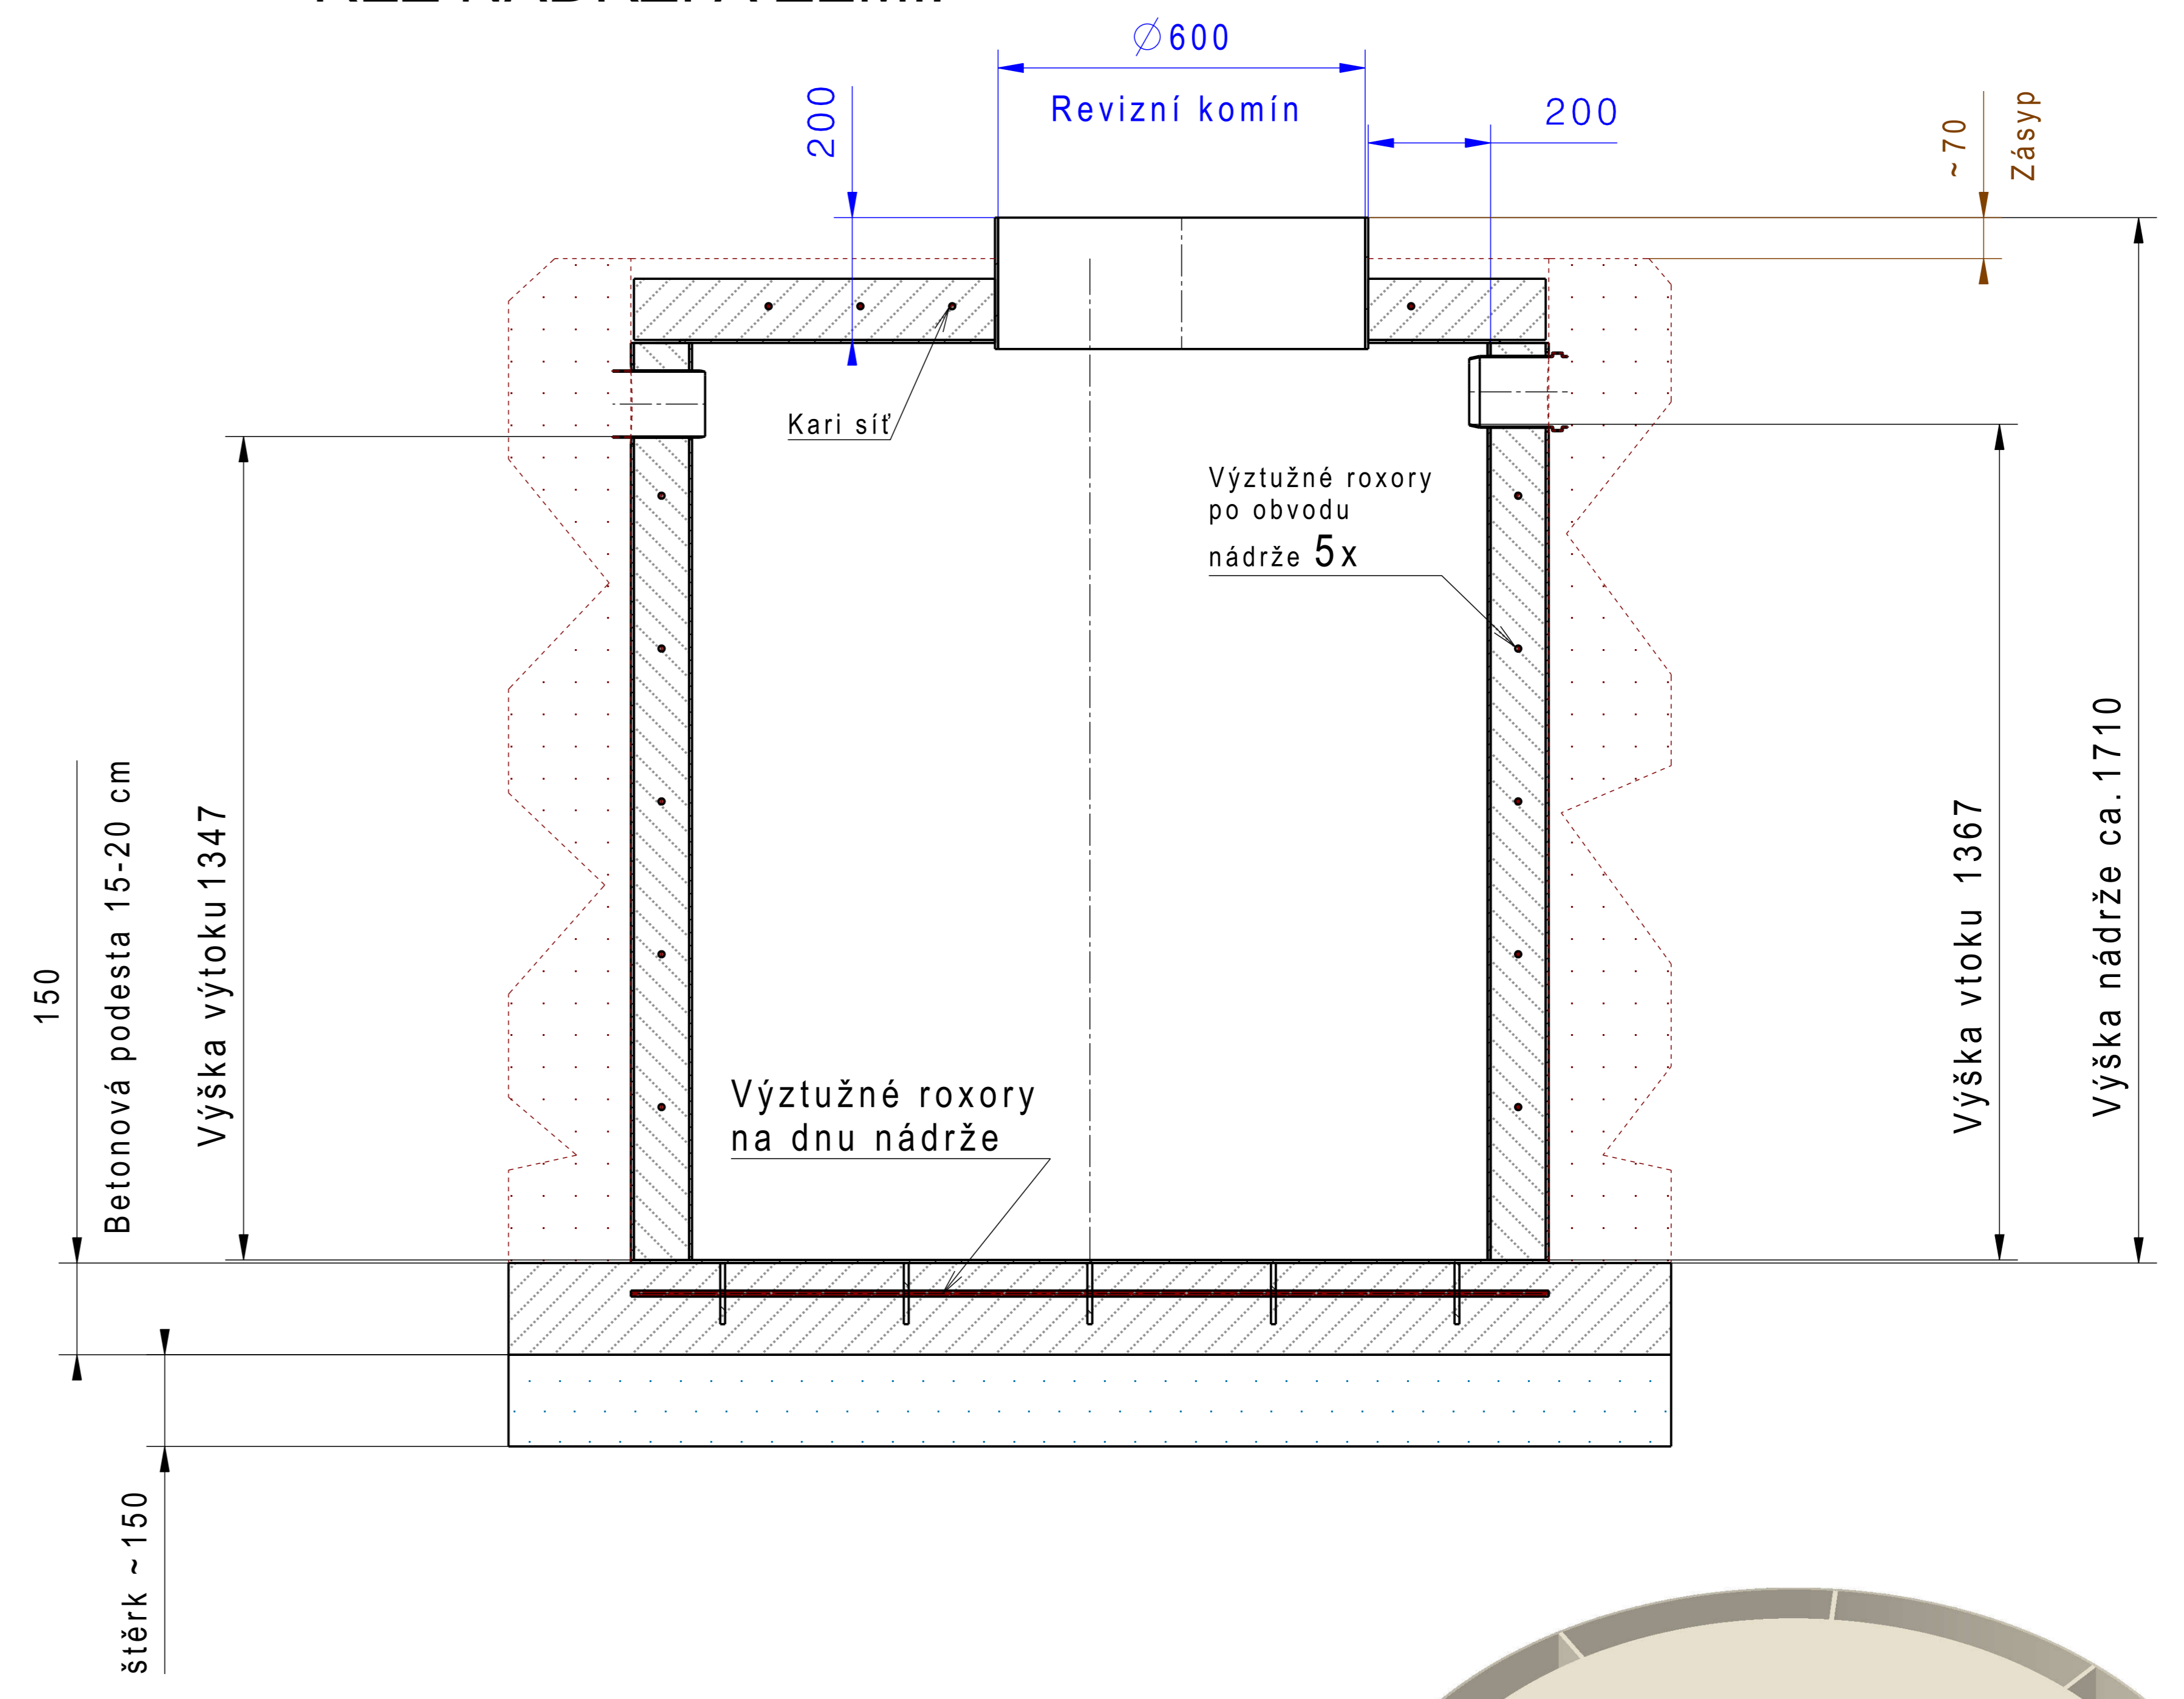 ∅600
Revizní komín
200
200
~70
Zásyp
Kari síť
Výztužné roxory
po obvodu
nádrže 5x
Výztužné roxory
na dnu nádrže
150
Betonová podesta 15-20 cm
Výška výtoku 1347
Výška vtoku 1367
Výška nádrže ca.1710
štěrk ~150